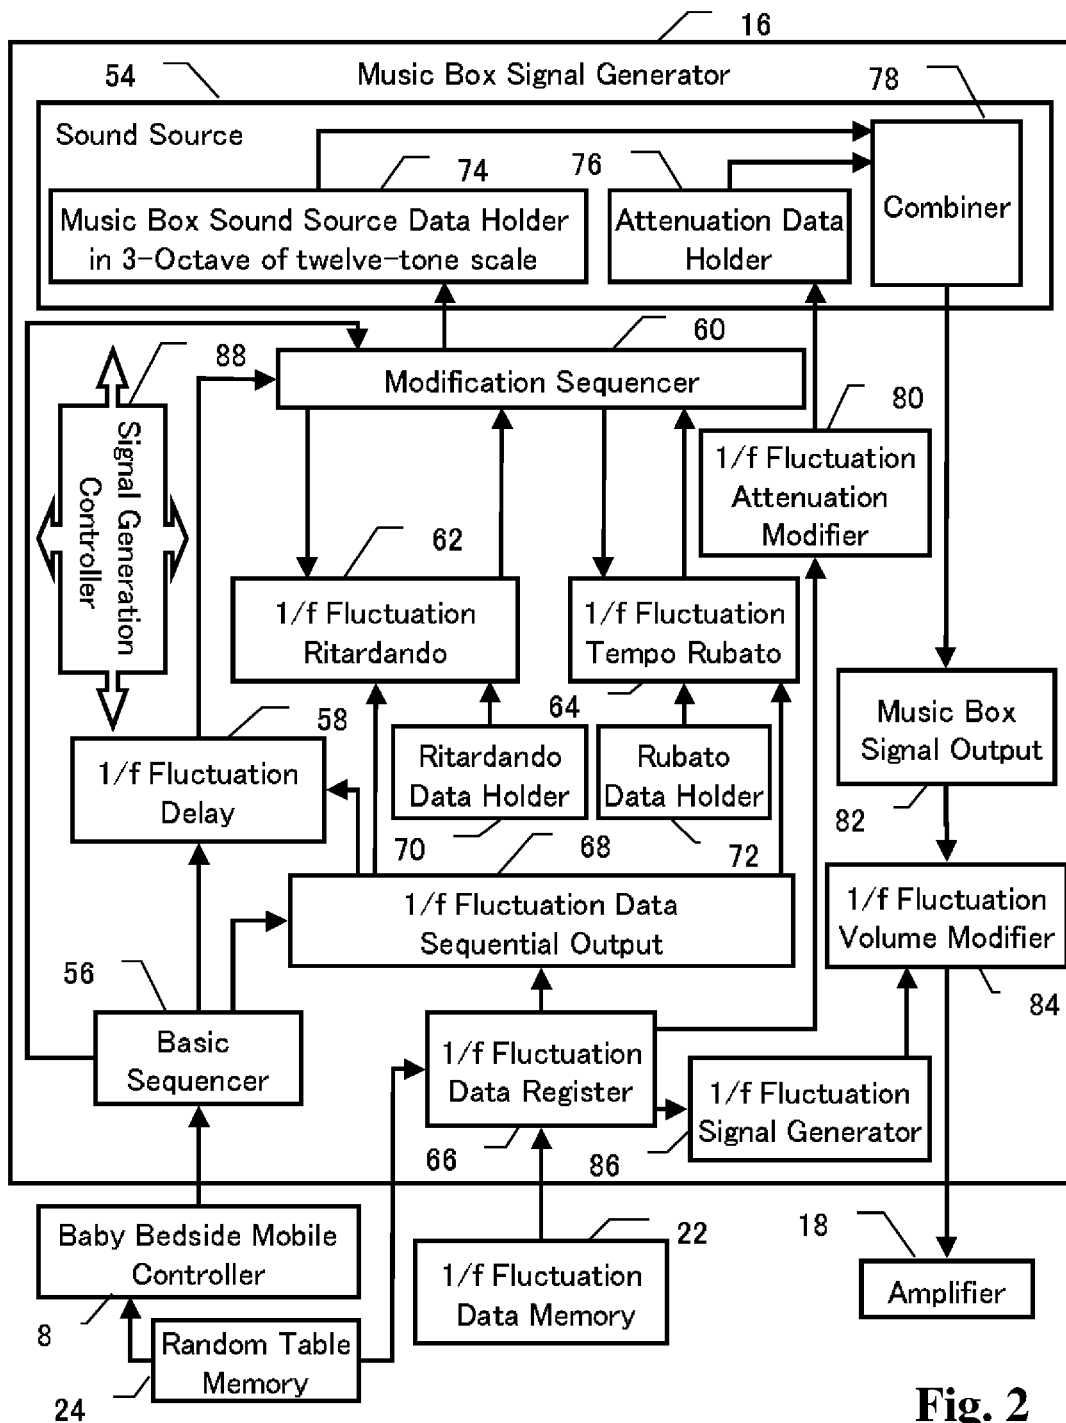 16
Music Box Signal Generator
54
78
Sound Source
74
76
Music Box Sound Source Data Holder
in 3-Octave of twelve-tone scale
Attenuation Data
Holder
Combiner
60
88
Modification Sequencer
80
Signal Generation
Controller
1/f Fluctuation
Attenuation
Modifier
62
54
1/f Fluctuation
Ritardando
1/f Fluctuation
Tempo Rubato
64
58
1/f Fluctuation
Delay
Ritardando
Data Holder
Rubato
Data Holder
Music Box
Signal Output
82
70
68
72
1/f Fluctuation Data
Sequential Output
1/f Fluctuation
Volume Modifier
84
56
Basic
Sequencer
1/f Fluctuation
Data Register
66
1/f Fluctuation
Signal Generator
86
Baby Bedside Mobile
Controller
8
22
1/f Fluctuation
Data Memory
18
Amplifier
Random Table
Memory
24
Fig. 2